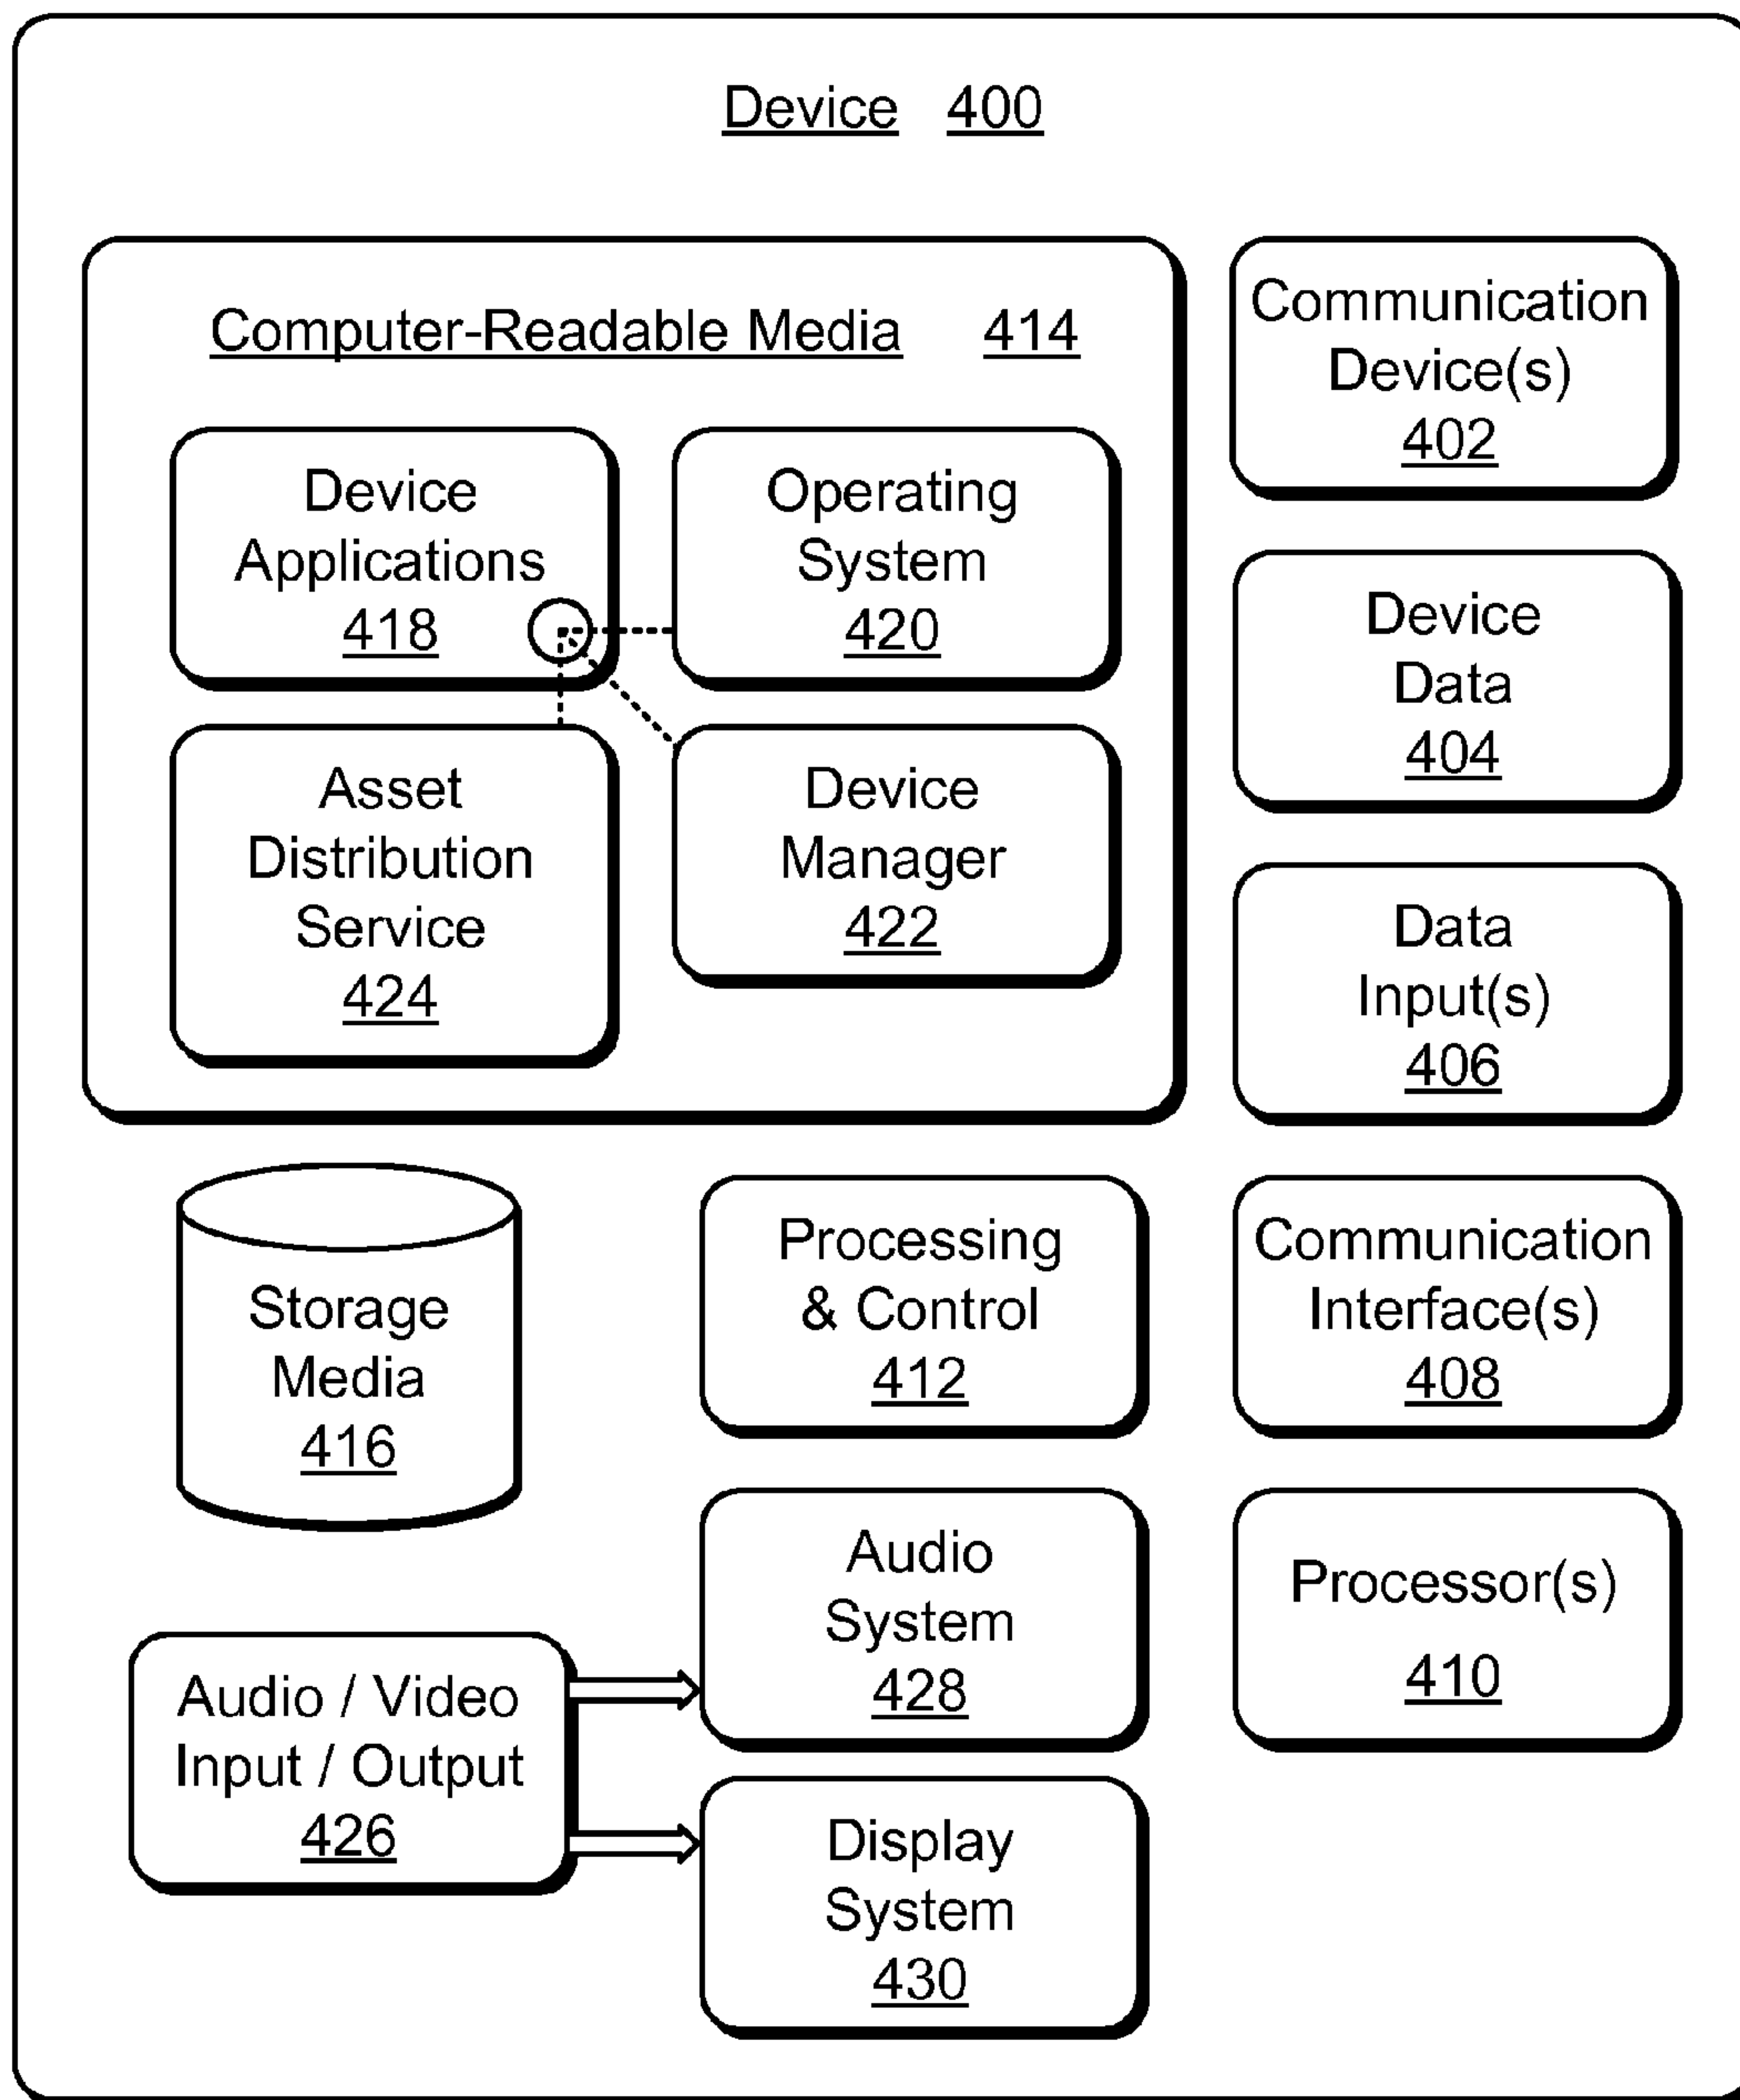 Device 400
Computer-Readable Media 414
Device
Applications
418
Operating
System
420
Asset
Distribution
Service
424
Device
Manager
422
Communication
Device(s)
402
Device
Data
404
Data
Input(s)
406
Communication
Interface(s)
408
Processor(s)
410
Storage
Media
416
Processing
& Control
412
Audio / Video
Input / Output
426
Audio
System
428
Display
System
430